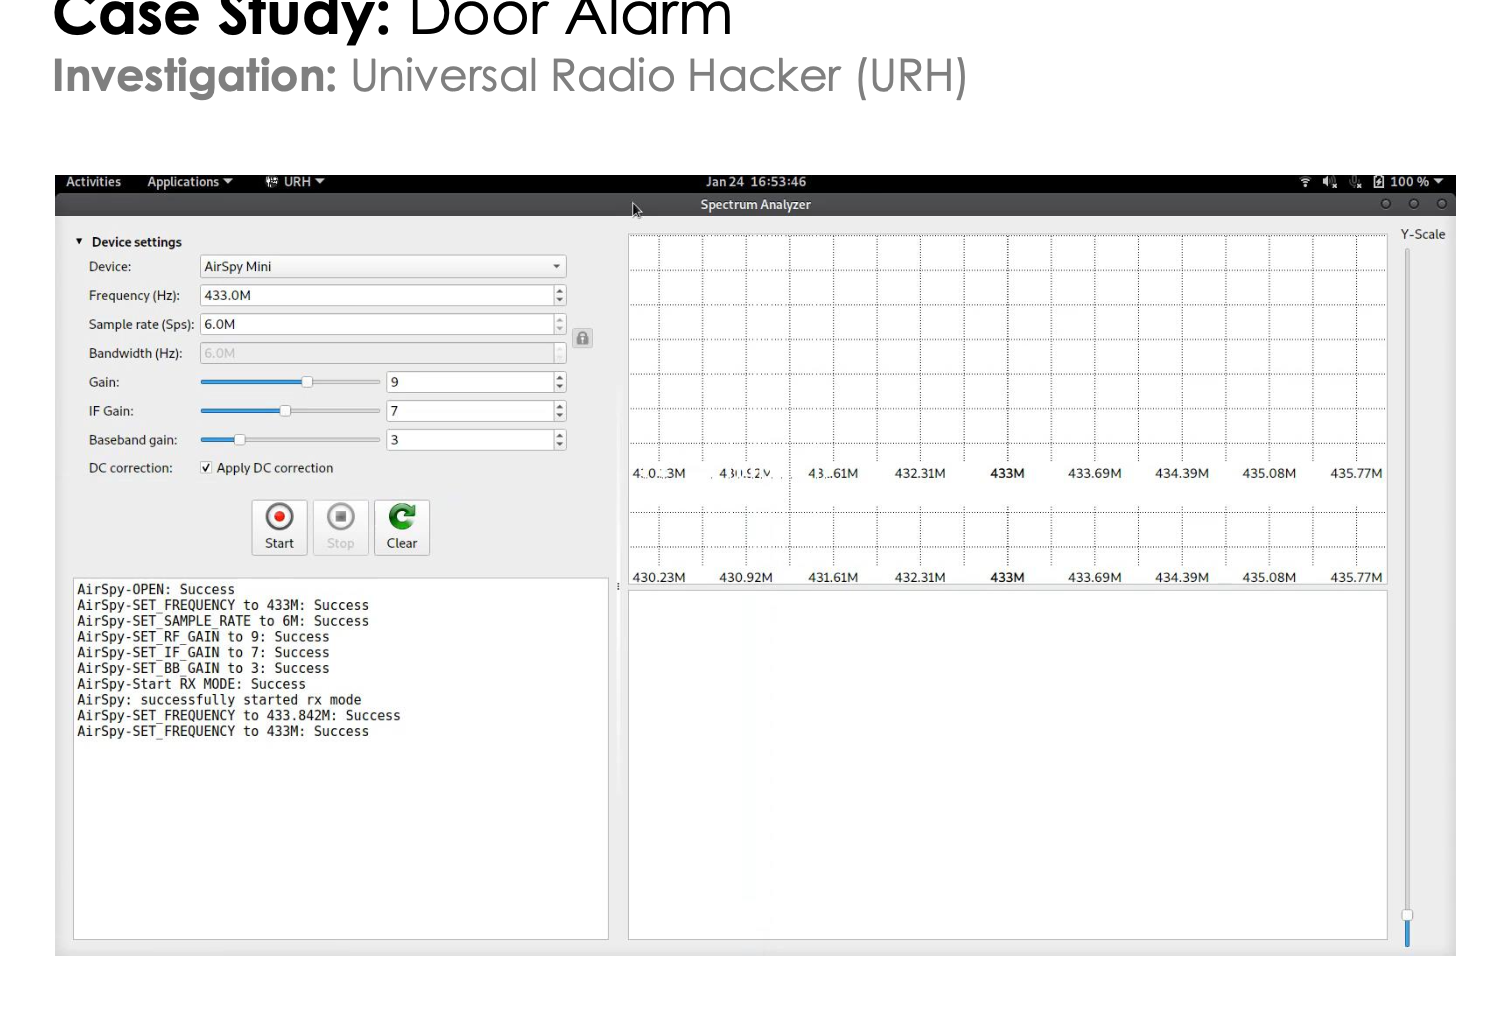 Case Study: Door Alarm
Investigation: Universal Radio Hacker (URH)
Activities Applications URH Jan 24 16:53:46 100 %
Spectrum Analyzer
Device settings
Device: AirSpy Mini
Frequency (Hz): 433.0M
Sample rate (Sps): 6.0M
Bandwidth (Hz): 6.0M
Gain: 9
IF Gain: 7
Baseband gain: 3
DC correction: Apply DC correction
Start Stop Clear
AirSpy-OPEN: Success
AirSpy-SET_FREQUENCY to 433M: Success
AirSpy-SET_SAMPLE_RATE to 6M: Success
AirSpy-SET_RF_GAIN to 9: Success
AirSpy-SET_IF_GAIN to 7: Success
AirSpy-SET_BB_GAIN to 3: Success
AirSpy-Start RX MODE: Success
AirSpy: successfully started rx mode
AirSpy-SET_FREQUENCY to 433.842M: Success
AirSpy-SET_FREQUENCY to 433M: Success
Y-Scale
432.31M 433M 433.69M 434.39M 435.08M 435.77M
430.23M 430.92M 431.61M 432.31M 433M 433.69M 434.39M 435.08M 435.77M